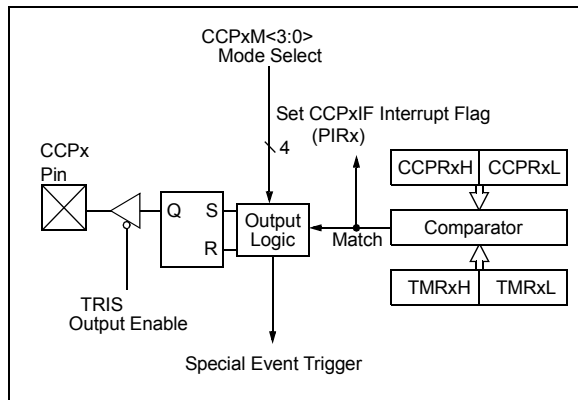 CCPxM<3:0>
Mode Select
Set CCPxIF Interrupt Flag
(PIRx)
4
CCPx
Pin
CCPRxH CCPRxL
Q S
R
Output
Logic
Match
Comparator
TMRxH TMRxL
TRIS
Output Enable
Special Event Trigger